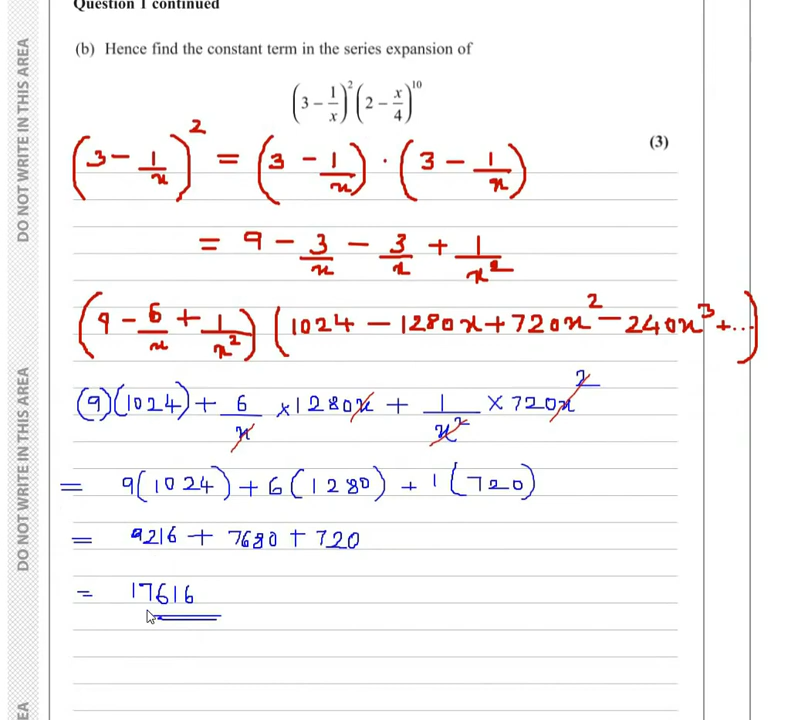 Question 1 continued
DO NOT WRITE IN THIS AREA
(b) Hence find the constant term in the series expansion of
(3 − 1/x)² (2 − x/4)¹⁰
(3)
(3 − 1/x)² = (3 − 1/x) · (3 − 1/x)
= 9 − 3/x − 3/x + 1/x²
(9 − 6/x + 1/x²) (1024 − 1280x + 720x² − 240x³ + ...)
(9)(1024) + 6/x × 1280x + 1/x² × 720x²
= 9(1024) + 6(1280) + 1(720)
= 9216 + 7680 + 720
= 17616
DO NOT WRITE IN THIS AREA
EA